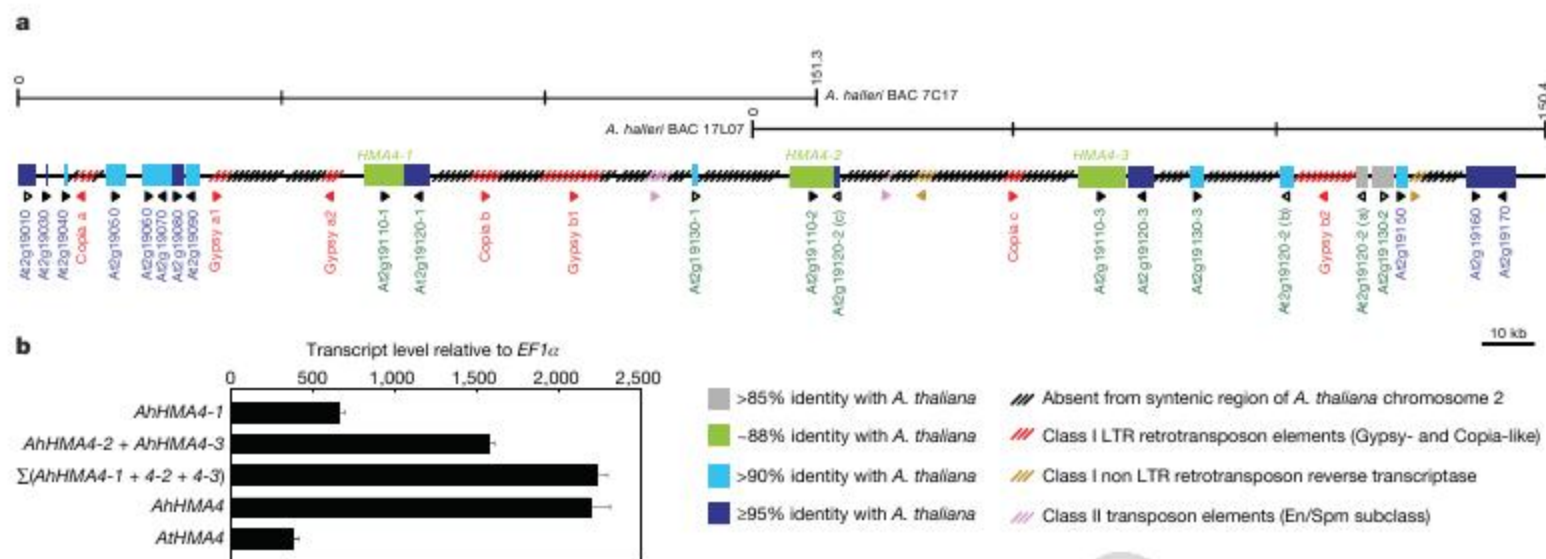 a
0
151.3
A. halleri BAC 7C17
A. halleri BAC 17L07
0
150.4
HMA4-1
HMA4-2
HMA4-3
At2g19010
At2g19030
At2g19040
Copia a
At2g19050
At2g19060
At2g19070
At2g19080
At2g19090
Gypsy a1
Gypsy a2
At2g19110-1
At2g19120-1
Copia b
Gypsy b1
At2g19130-1
At2g19110-2
At2g19120-2 (c)
Copia c
At2g19110-3
At2g19120-3
At2g19130-3
At2g19120-2 (b)
Gypsy b2
At2g19120-2 (a)
At2g19130-2
At2g19150
At2g19160
At2g19170
10 kb
b
Transcript level relative to EF1α
0 500 1,000 1,500 2,000 2,500
AhHMA4-1
AhHMA4-2 + AhHMA4-3
∑(AhHMA4-1 + 4-2 + 4-3)
AhHMA4
AtHMA4
>85% identity with A. thaliana
~88% identity with A. thaliana
>90% identity with A. thaliana
≥95% identity with A. thaliana
Absent from syntenic region of A. thaliana chromosome 2
Class I LTR retrotransposon elements (Gypsy- and Copia-like)
Class I non LTR retrotransposon reverse transcriptase
Class II transposon elements (En/Spm subclass)